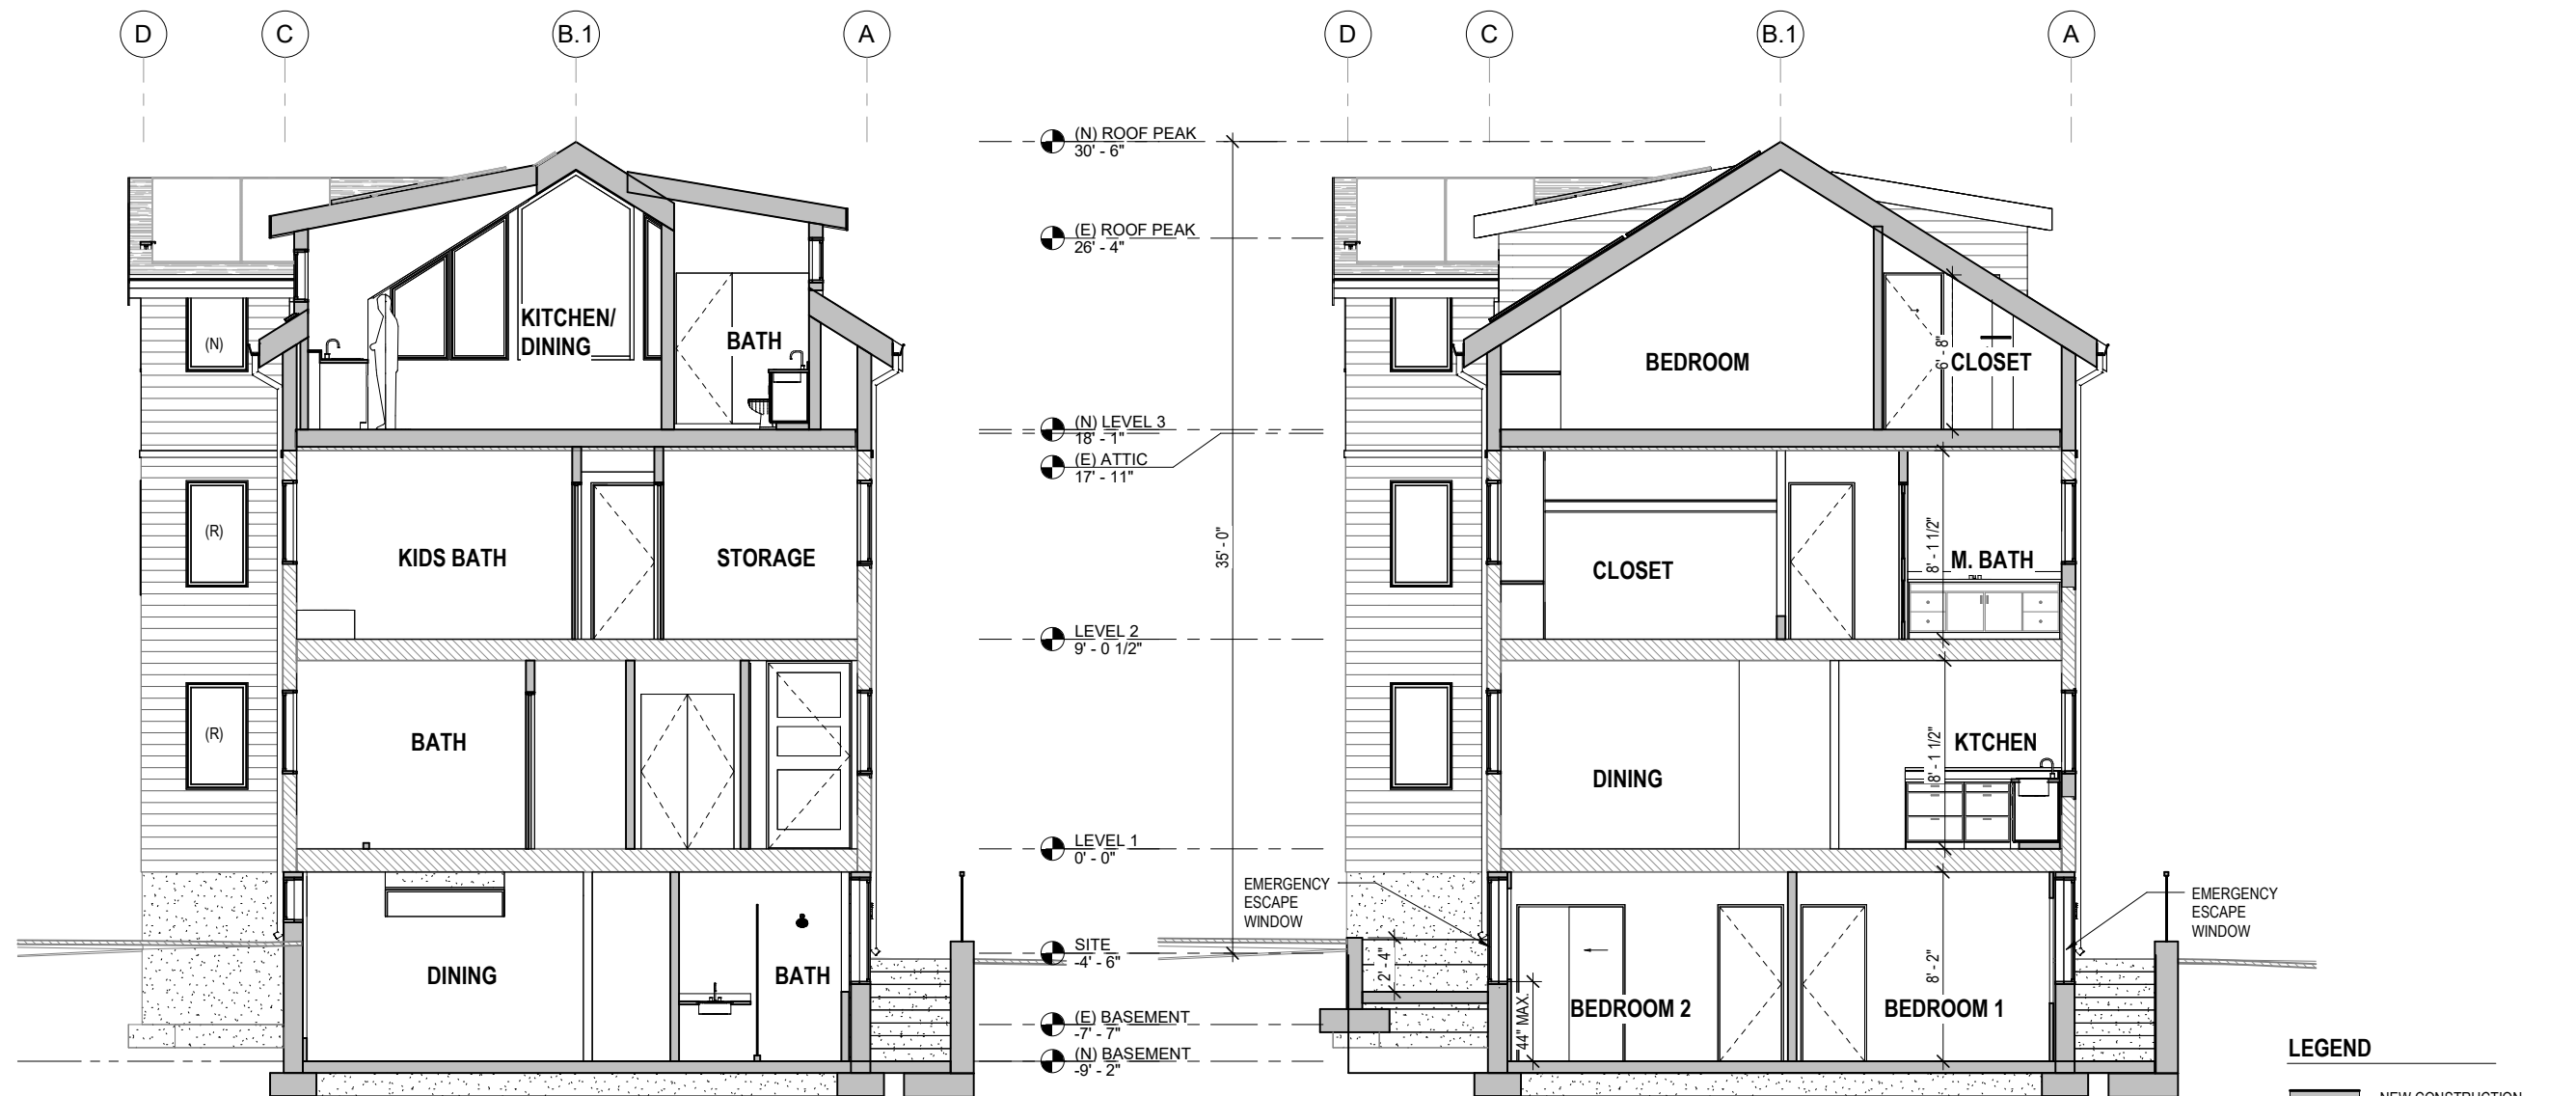 D
C
B.1
A
D
C
B.1
A
(N) ROOF PEAK
30' - 6"
(E) ROOF PEAK
26' - 4"
(N) LEVEL 3
18' - 1"
(E) ATTIC
17' - 11"
LEVEL 2
9' - 0 1/2"
LEVEL 1
0' - 0"
SITE
-4' - 6"
(E) BASEMENT
-7' - 7"
(N) BASEMENT
-9' - 2"
35' - 0"
(N)
(R)
(R)
KITCHEN/
DINING
BATH
KIDS BATH
STORAGE
BATH
DINING
BATH
BEDROOM
6' - 8"
CLOSET
CLOSET
8' - 1 1/2"
M. BATH
DINING
8' - 1 1/2"
KTCHEN
EMERGENCY
ESCAPE
WINDOW
EMERGENCY
ESCAPE
WINDOW
2' - 4"
44" MAX.
8' - 2"
BEDROOM 2
BEDROOM 1
LEGEND
NEW CONSTRUCTION